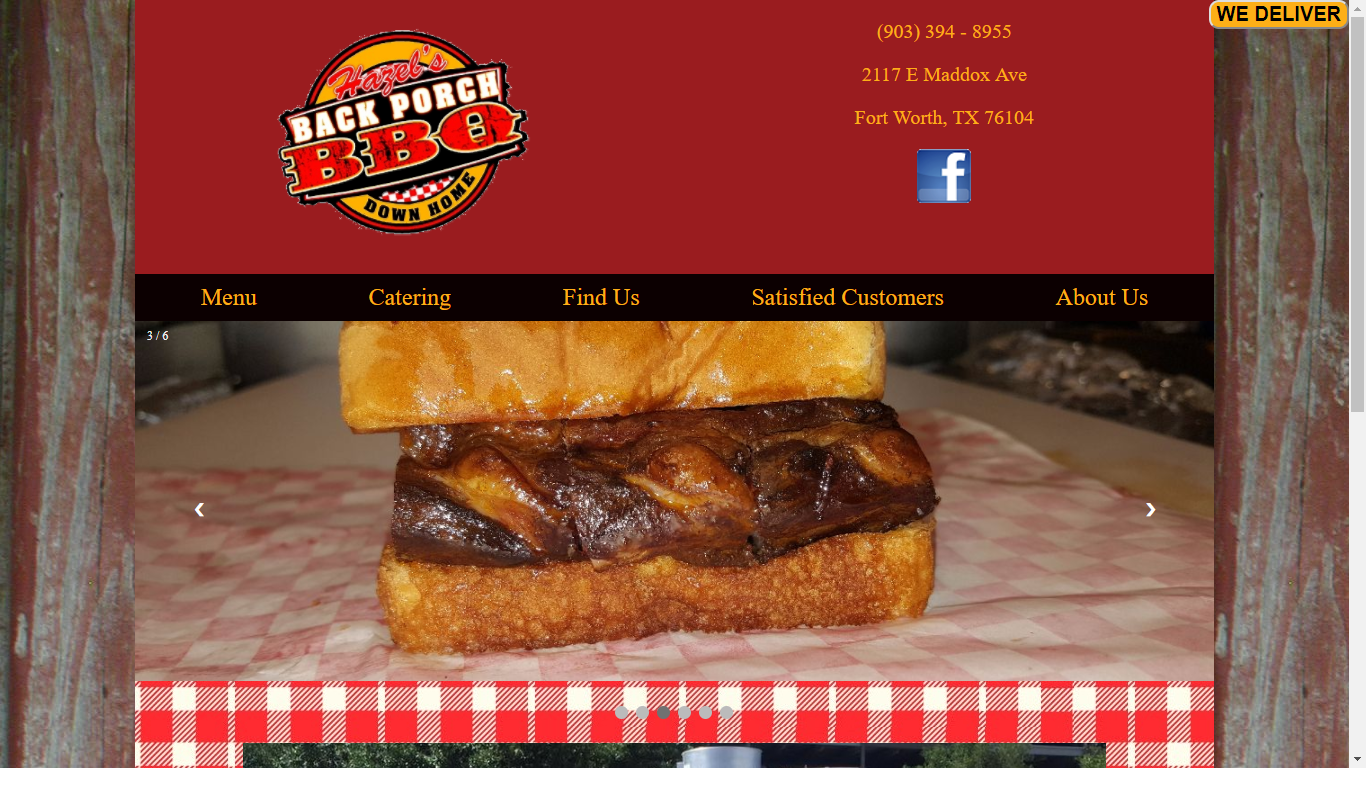 WE DELIVER
Hazel's
BACK PORCH
BBQ
DOWN HOME
(903) 394 - 8955
2117 E Maddox Ave
Fort Worth, TX 76104
f
Menu Catering Find Us Satisfied Customers About Us
3 / 6
‹ ›